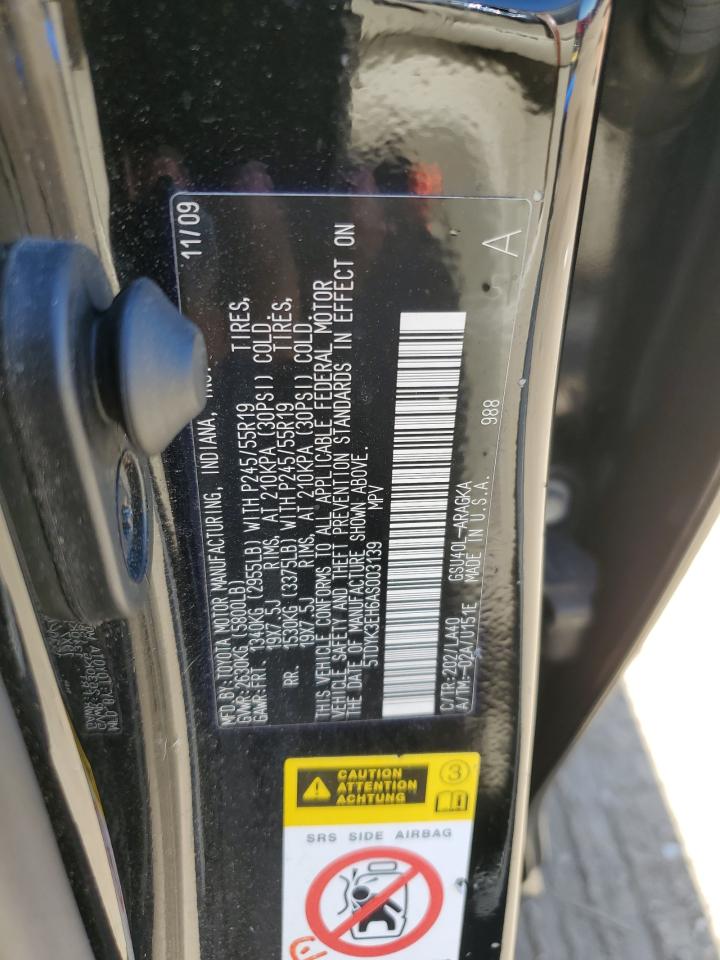 MFD. BY: TOYOTA MOTOR MANUFACTURING, INDIANA, INC. 11/09
GVWR: 2630KG (5800LB)
GAWR: FRT. 1340KG (2955LB) WITH P245/55R19 TIRES,
19X7.5J RIMS, AT 210KPA (30PSI) COLD
RR. 1530KG (3375LB) WITH P245/55R19 TIRES,
19X7.5J RIMS, AT 210KPA (30PSI) COLD.
THIS VEHICLE CONFORMS TO ALL APPLICABLE FEDERAL MOTOR
VEHICLE SAFETY AND THEFT PREVENTION STANDARDS IN EFFECT ON
THE DATE OF MANUFACTURE SHOWN ABOVE.
5TDYK3EH6AS003139 MPV
C/TR:202/LA40 GSU40L-ARAGKA
A/TM:-02A/U151E MADE IN U.S.A.
988
A
CAUTION
ATTENTION
ACHTUNG
3
SRS SIDE AIRBAG